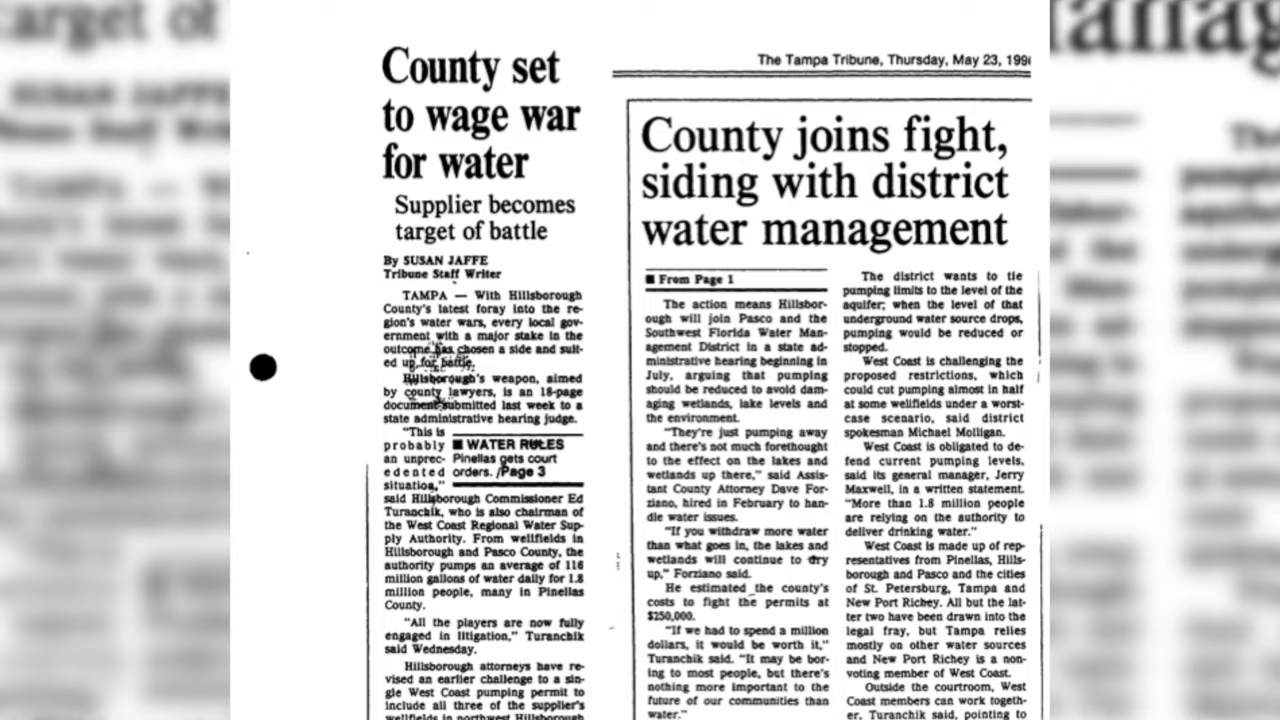 County set
to wage war
for water
Supplier becomes
target of battle
By SUSAN JAFFE
Tribune Staff Writer
TAMPA — With Hillsborough
County's latest foray into the re-
gion's water wars, every local gov-
ernment with a major stake in the
outcome has chosen a side and suit-
ed up for battle.
Hillsborough's weapon, aimed
by county lawyers, is an 18-page
document submitted last week to a
state administrative hearing judge.
"This is
probably
an unprec-
edented
situation,"
■ WATER RULES
Pinellas gets court
orders. /Page 3
said Hillsborough Commissioner Ed
Turanchik, who is also chairman of
the West Coast Regional Water Sup-
ply Authority. From wellfields in
Hillsborough and Pasco County, the
authority pumps an average of 116
million gallons of water daily for 1.8
million people, many in Pinellas
County.
"All the players are now fully
engaged in litigation," Turanchik
said Wednesday.
Hillsborough attorneys have re-
vised an earlier challenge to a sin-
gle West Coast pumping permit to
include all three of the supplier's
wellfields in northwest Hillsborough
The Tampa Tribune, Thursday, May 23, 199
County joins fight,
siding with district
water management
■ From Page 1
The action means Hillsbor-
ough will join Pasco and the
Southwest Florida Water Man-
agement District in a state ad-
ministrative hearing beginning in
July, arguing that pumping
should be reduced to avoid dam-
aging wetlands, lake levels and
the environment.
"They're just pumping away
and there's not much forethought
to the effect on the lakes and
wetlands up there," said Assis-
tant County Attorney Dave For-
ziano, hired in February to han-
dle water issues.
"If you withdraw more water
than what goes in, the lakes and
wetlands will continue to dry
up," Forziano said.
He estimated the county's
costs to fight the permits at
$250,000.
"If we had to spend a million
dollars, it would be worth it,"
Turanchik said. "It may be bor-
ing to most people, but there's
nothing more important to the
future of our communities than
water."
The district wants to tie
pumping limits to the level of the
aquifer; when the level of that
underground water source drops,
pumping would be reduced or
stopped.
West Coast is challenging the
proposed restrictions, which
could cut pumping almost in half
at some wellfields under a worst-
case scenario, said district
spokesman Michael Molligan.
West Coast is obligated to de-
fend current pumping levels,
said its general manager, Jerry
Maxwell, in a written statement.
"More than 1.8 million people
are relying on the authority to
deliver drinking water."
West Coast is made up of rep-
resentatives from Pinellas, Hills-
borough and Pasco and the cities
of St. Petersburg, Tampa and
New Port Richey. All but the lat-
ter two have been drawn into the
legal fray, but Tampa relies
mostly on other water sources
and New Port Richey is a non-
voting member of West Coast.
Outside the courtroom, West
Coast members can work togeth-
er, Turanchik said, pointing to